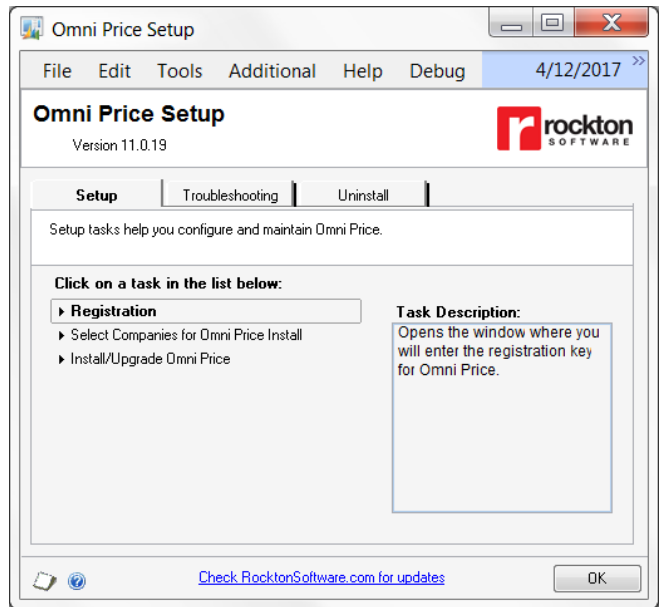 Omni Price Setup
File Edit Tools Additional Help Debug 4/12/2017 »
Omni Price Setup
Version 11.0.19
rockton
SOFTWARE
Setup Troubleshooting Uninstall
Setup tasks help you configure and maintain Omni Price.
Click on a task in the list below:
Registration
Select Companies for Omni Price Install
Install/Upgrade Omni Price
Task Description:
Opens the window where you
will enter the registration key
for Omni Price.
Check RocktonSoftware.com for updates
OK